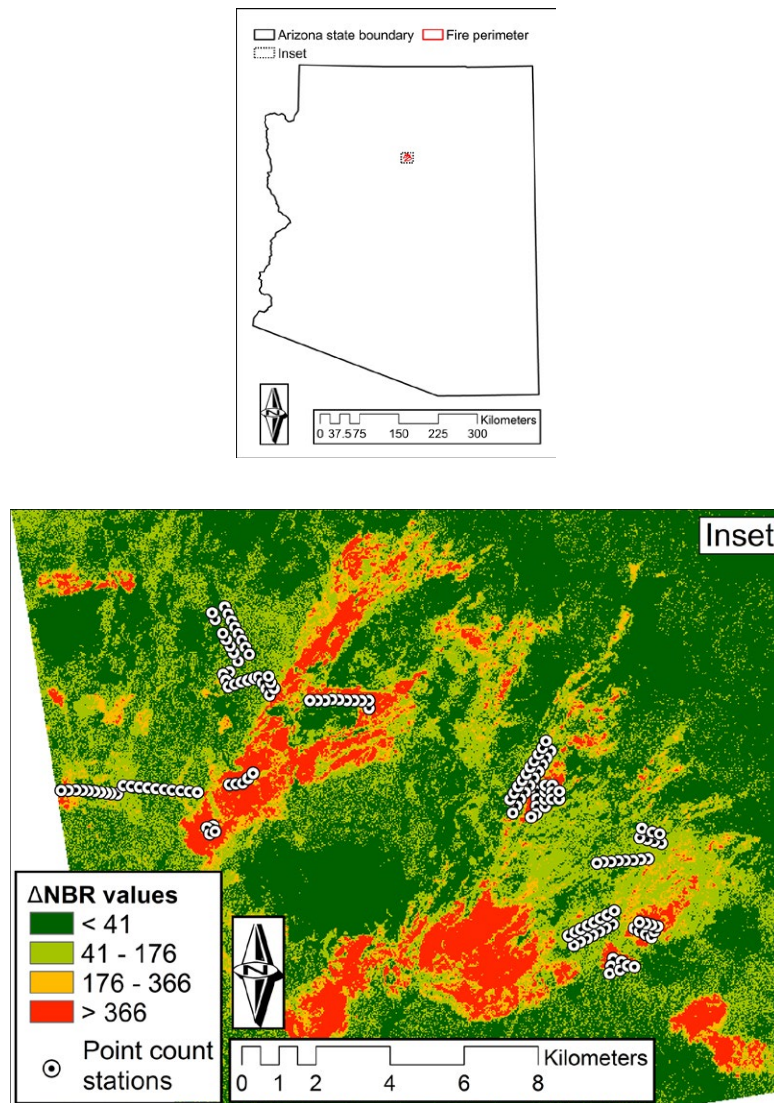 Arizona state boundary Fire perimeter
Inset
N
Kilometers
0 37.575 150 225 300
Inset
ΔNBR values
< 41
41 - 176
176 - 366
> 366
Point count
stations
N
Kilometers
0 1 2 4 6 8